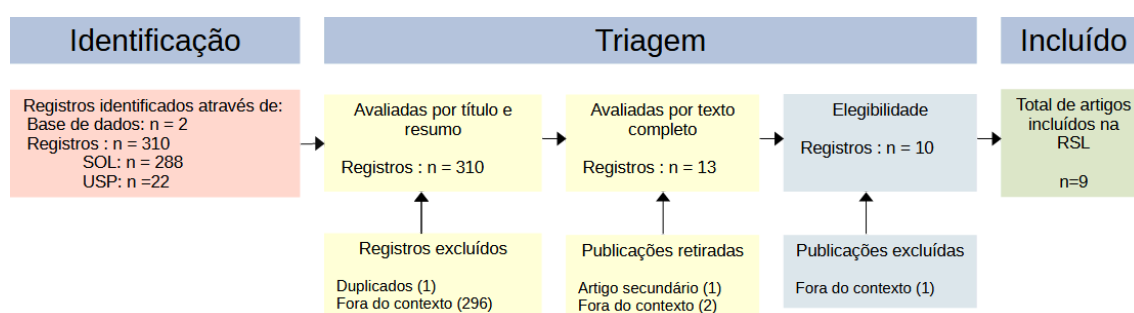 Identificação
Triagem
Incluído
Registros identificados através de:
Base de dados: n = 2
Registros : n = 310
SOL: n = 288
USP: n =22
Avaliadas por título e
resumo
Registros : n = 310
Avaliadas por texto
completo
Registros : n = 13
Elegibilidade
Registros : n = 10
Total de artigos
incluídos na
RSL
n=9
Registros excluídos
Duplicados (1)
Fora do contexto (296)
Publicações retiradas
Artigo secundário (1)
Fora do contexto (2)
Publicações excluídas
Fora do contexto (1)